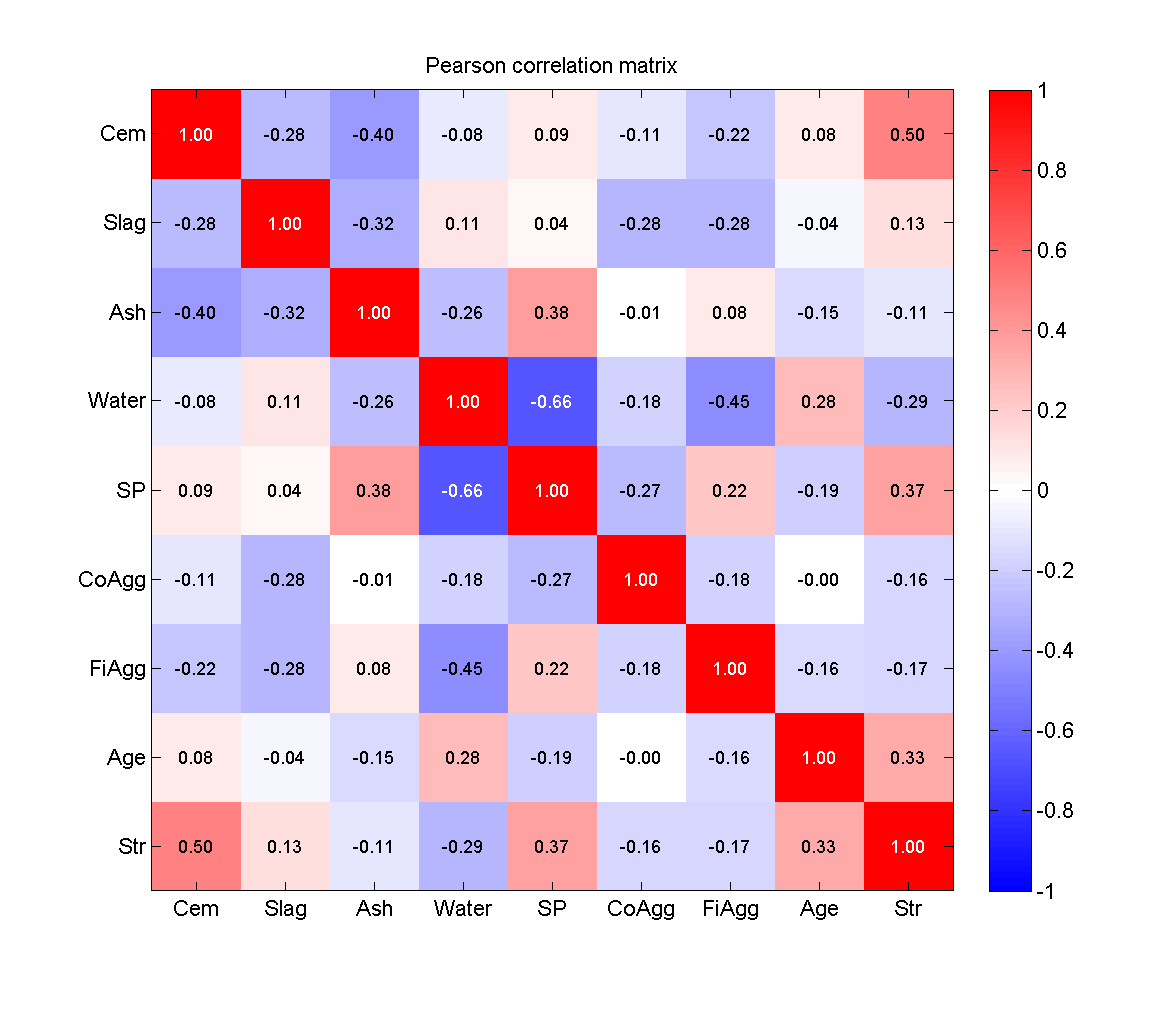 Pearson correlation matrix
Cem 1.00 -0.28 -0.40 -0.08 0.09 -0.11 -0.22 0.08 0.50
Slag -0.28 1.00 -0.32 0.11 0.04 -0.28 -0.28 -0.04 0.13
Ash -0.40 -0.32 1.00 -0.26 0.38 -0.01 0.08 -0.15 -0.11
Water -0.08 0.11 -0.26 1.00 -0.66 -0.18 -0.45 0.28 -0.29
SP 0.09 0.04 0.38 -0.66 1.00 -0.27 0.22 -0.19 0.37
CoAgg -0.11 -0.28 -0.01 -0.18 -0.27 1.00 -0.18 -0.00 -0.16
FiAgg -0.22 -0.28 0.08 -0.45 0.22 -0.18 1.00 -0.16 -0.17
Age 0.08 -0.04 -0.15 0.28 -0.19 -0.00 -0.16 1.00 0.33
Str 0.50 0.13 -0.11 -0.29 0.37 -0.16 -0.17 0.33 1.00
Cem Slag Ash Water SP CoAgg FiAgg Age Str
1
0.8
0.6
0.4
0.2
0
-0.2
-0.4
-0.6
-0.8
-1